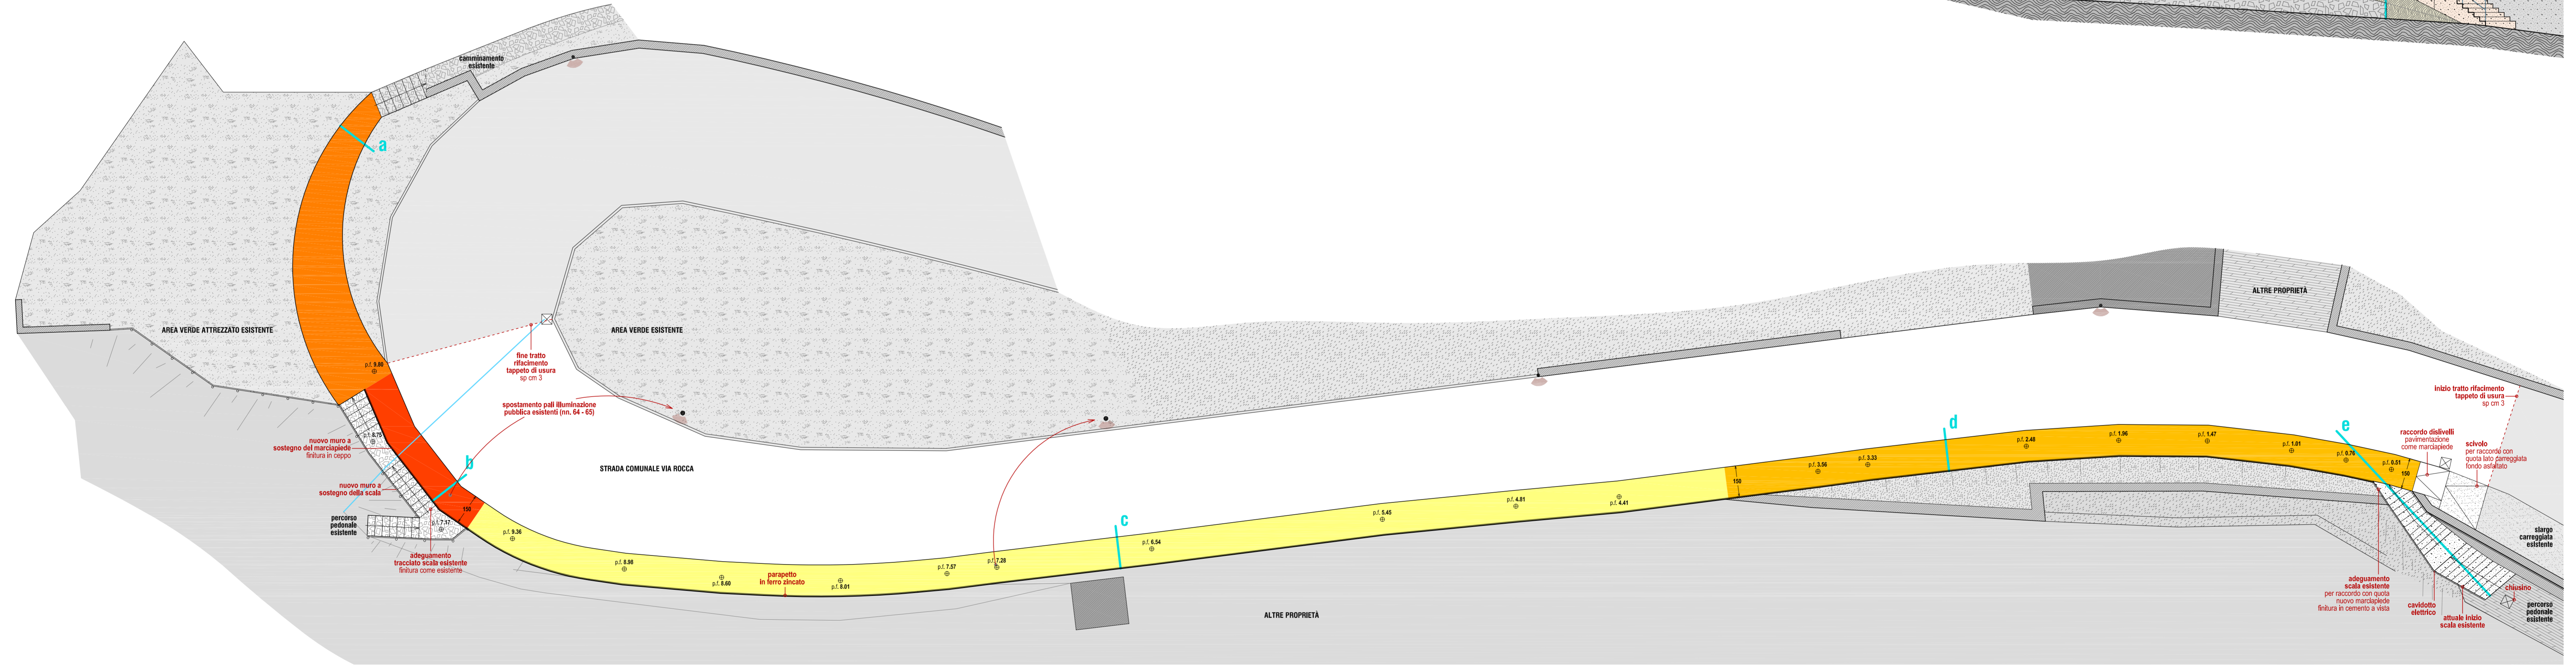 camminamento
esistente
a
AREA VERDE ATTREZZATO ESISTENTE
AREA VERDE ESISTENTE
ALTRE PROPRIETÀ
p.f. 9.80
fine tratto
rifacimento
tappeto di usura
sp cm 3
spostamento pali illuminazione
pubblica esistenti (nn. 64 - 65)
inizio tratto rifacimento
tappeto di usura
sp cm 3
p.f. 8.75
nuovo muro a
sostegno del marciapiede
finitura in ceppo
b
STRADA COMUNALE VIA ROCCA
nuovo muro a
sostegno della scala
150
percorso
pedonale
esistente
p.f. 7.17
adeguamento
tracciato scala esistente
finitura come esistente
p.f. 9.36
p.f. 8.98
p.f. 8.60
parapetto
in ferro zincato
p.f. 8.01
p.f. 7.57
p.f. 7.28
c
p.f. 6.54
p.f. 5.45
p.f. 4.81
p.f. 4.41
150
p.f. 3.56
p.f. 3.33
d
p.f. 2.48
p.f. 1.96
p.f. 1.47
p.f. 1.01
e
p.f. 0.76
p.f. 0.51
150
raccordo dislivelli
pavimentazione
come marciapiede
scivolo
per raccordo con
quota lato carreggiata
fondo asfaltato
slargo
carreggiata
esistente
ALTRE PROPRIETÀ
adeguamento
scala esistente
per raccordo con quota
nuovo marciapiede
finitura in cemento a vista
cavidotto
elettrico
attuale inizio
scala esistente
chiusino
percorso
pedonale
esistente